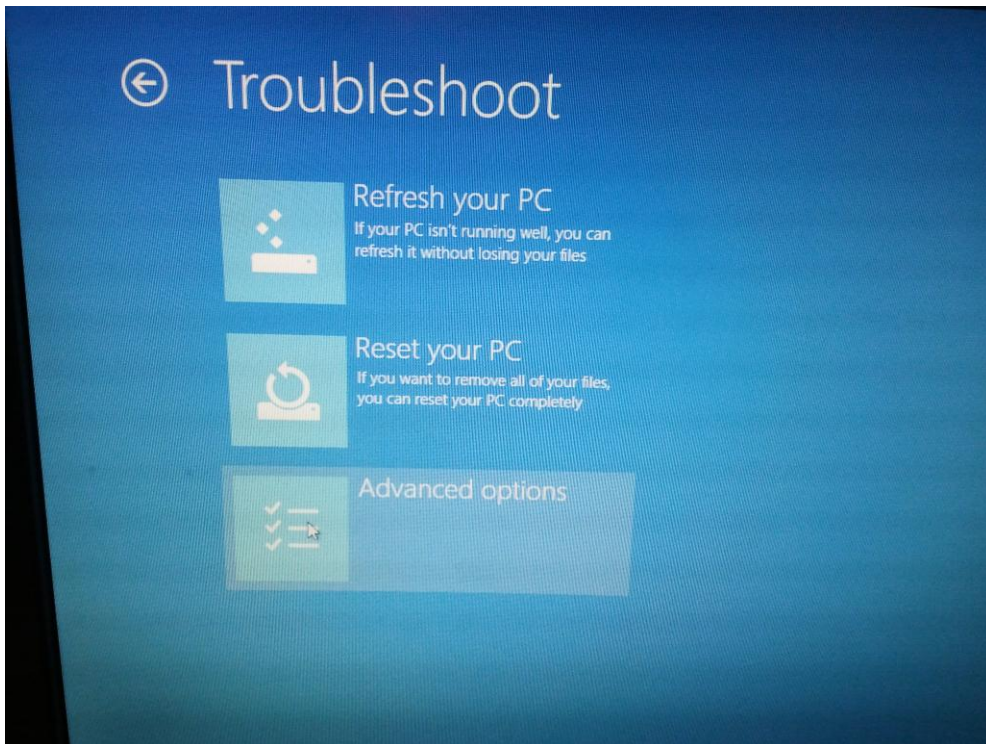 Troubleshoot
Refresh your PC
If your PC isn't running well, you can
refresh it without losing your files
Reset your PC
If you want to remove all of your files,
you can reset your PC completely
Advanced options